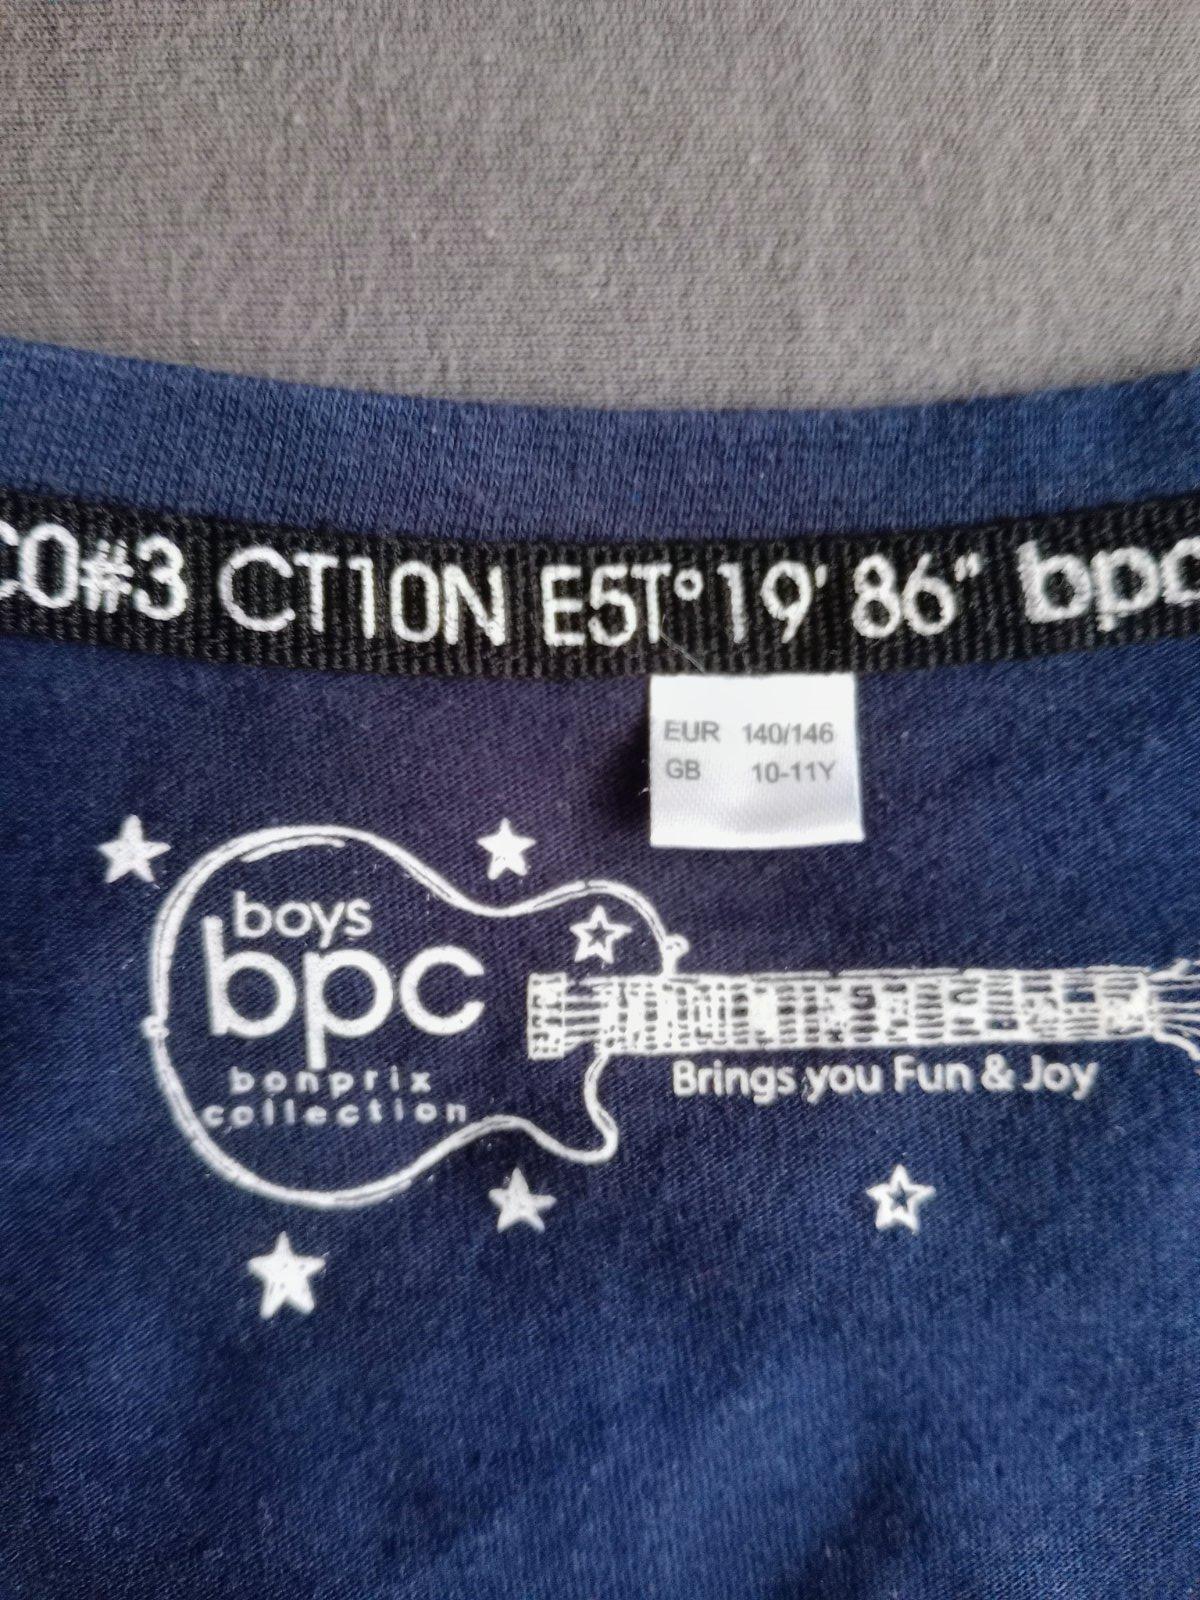 CO#3 CT10N E5T°19' 86" bpc
EUR 140/146
GB 10-11Y
boys
bpc
bonprix
collection
Brings you Fun & Joy